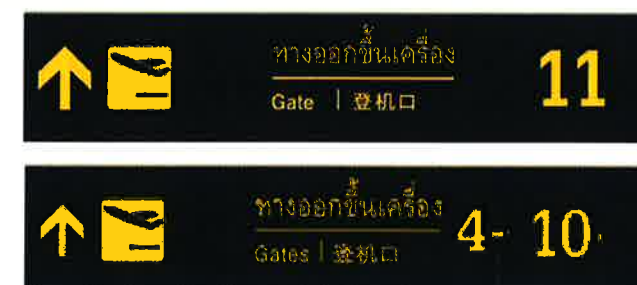 ทางออกขึ้นเครื่อง
Gate | 登机口
11
ทางออกขึ้นเครื่อง
Gates | 登机口
4- 10